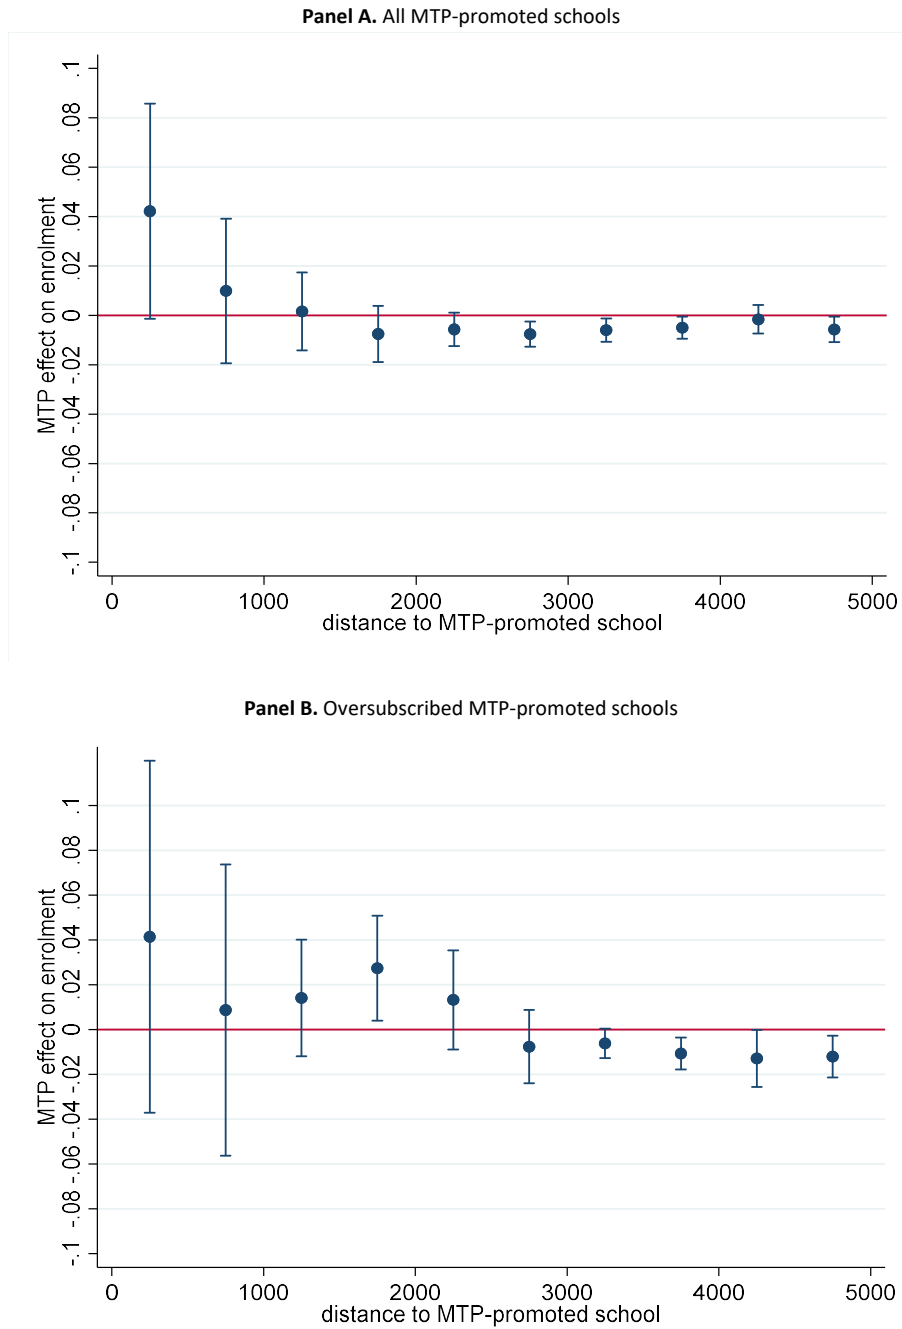 Panel A. All MTP-promoted schools
.1
.08
.06
.04
.02
0
-.02
-.04
-.06
-.08
-.1
MTP effect on enrolment
0 1000 2000 3000 4000 5000
distance to MTP-promoted school
Panel B. Oversubscribed MTP-promoted schools
.1
.08
.06
.04
.02
0
-.02
-.04
-.06
-.08
-.1
MTP effect on enrolment
0 1000 2000 3000 4000 5000
distance to MTP-promoted school